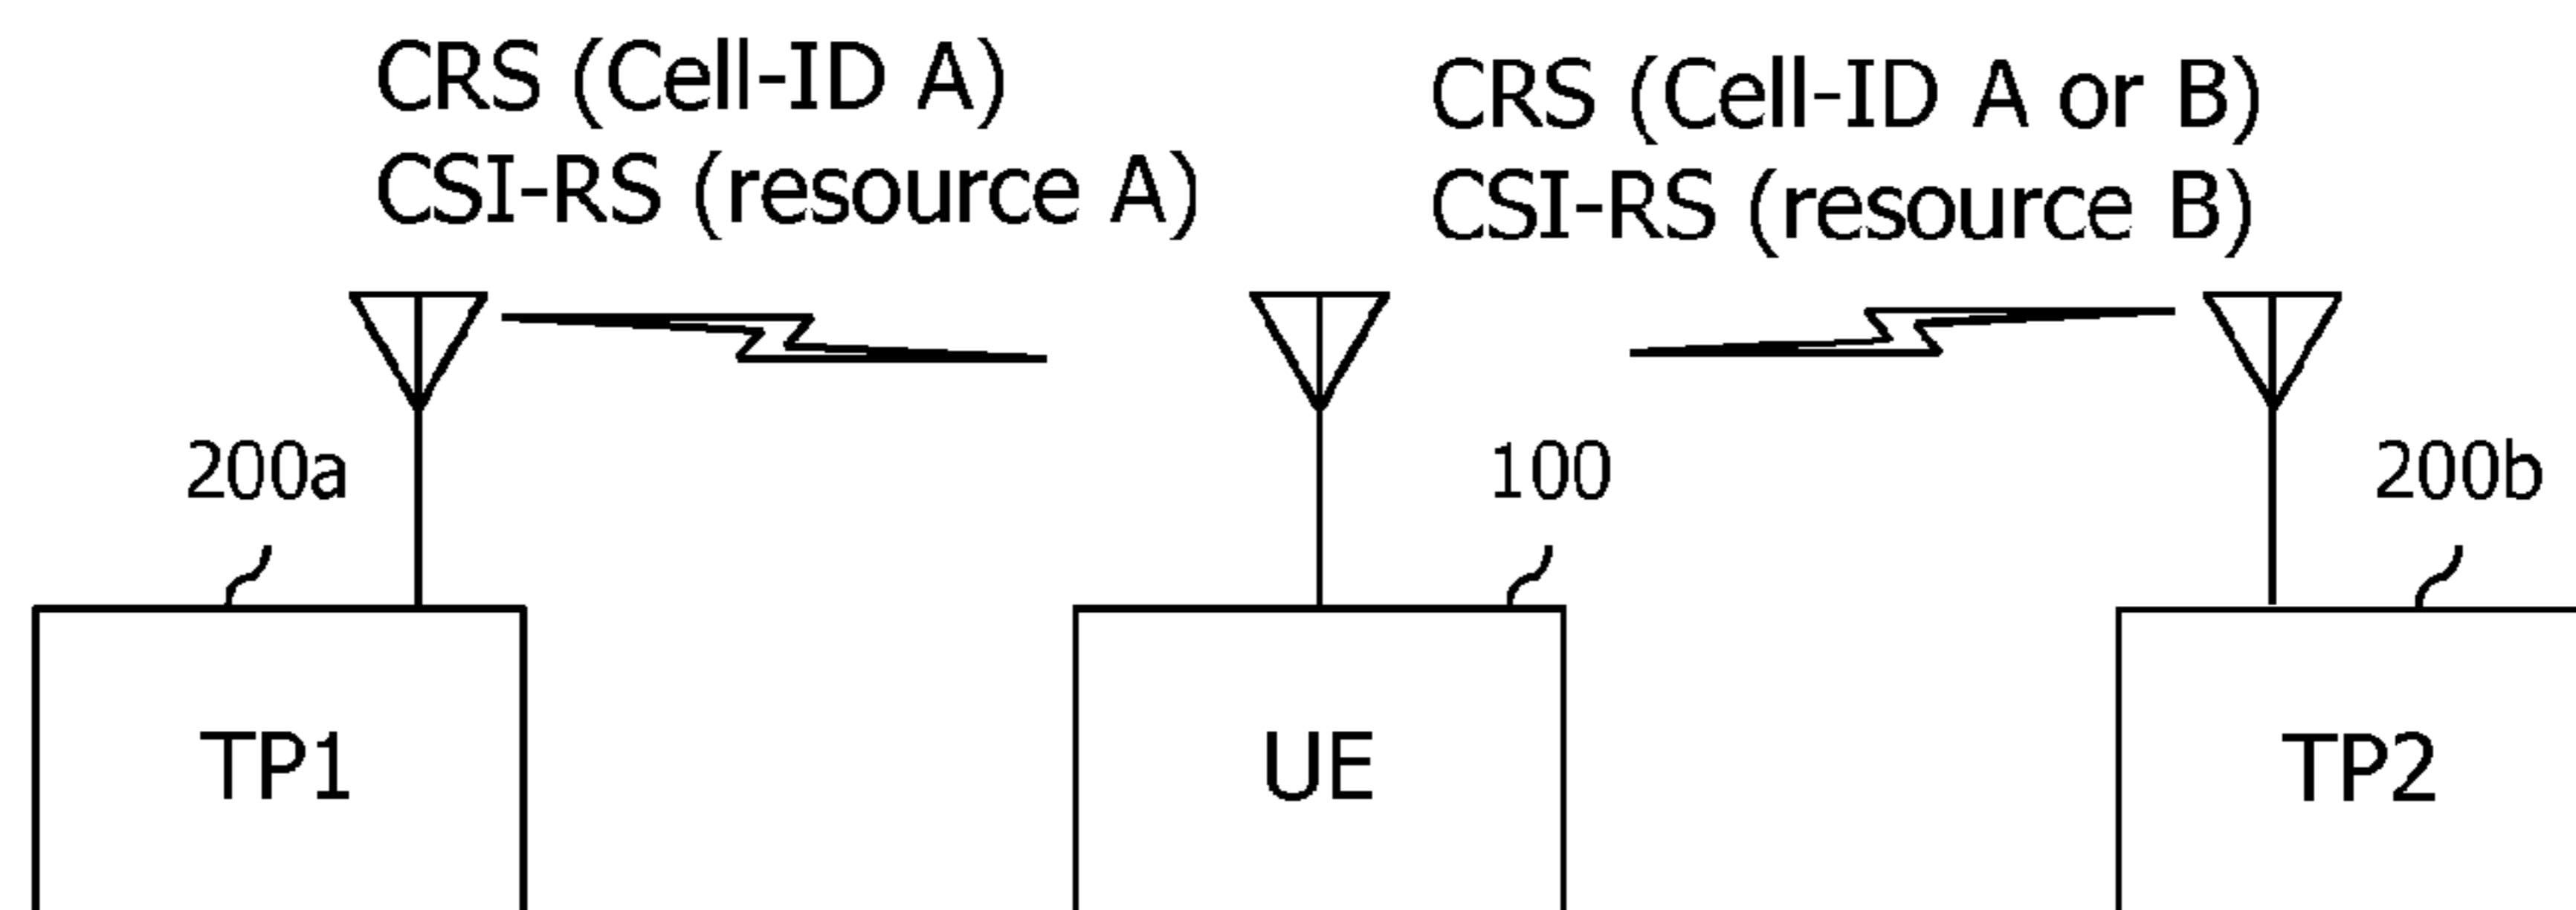 CRS (Cell-ID A)
CSI-RS (resource A)
CRS (Cell-ID A or B)
CSI-RS (resource B)
200a
100
200b
TP1
UE
TP2